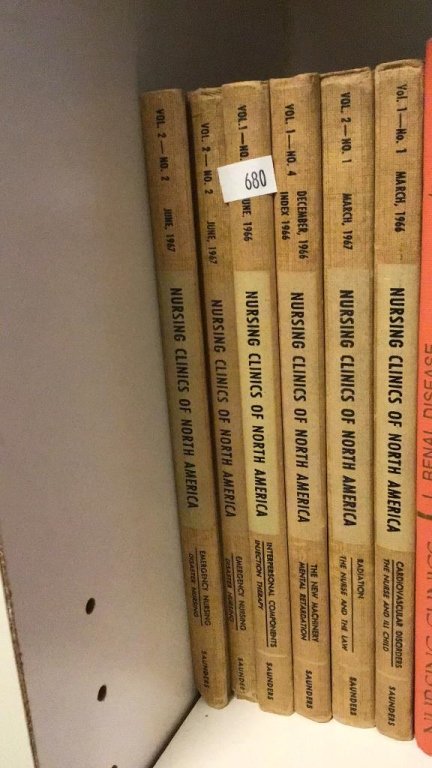 VOL. 2—NO. 2
JUNE, 1967
NURSING CLINICS OF NORTH AMERICA
EMERGENCY NURSING
DISASTER NURSING
SAUNDERS
VOL. 2—NO. 2
JUNE, 1967
NURSING CLINICS OF NORTH AMERICA
EMERGENCY NURSING
DISASTER NURSING
SAUNDERS
VOL. 1—NO.
680
JUNE, 1966
NURSING CLINICS OF NORTH AMERICA
INTERPERSONAL COMPONENTS
INJECTION THERAPY
SAUNDERS
VOL. 1—NO. 4
DECEMBER, 1966
INDEX 1966
NURSING CLINICS OF NORTH AMERICA
THE NEW MACHINERY
MENTAL RETARDATION
SAUNDERS
VOL. 2—NO. 1
MARCH, 1967
NURSING CLINICS OF NORTH AMERICA
RADIATION
THE NURSE AND THE LAW
SAUNDERS
Vol. 1—No. 1
MARCH, 1966
NURSING CLINICS OF NORTH AMERICA
CARDIOVASCULAR DISORDERS
THE NURSE AND ILL CHILD
SAUNDERS
RENAL DISEASE